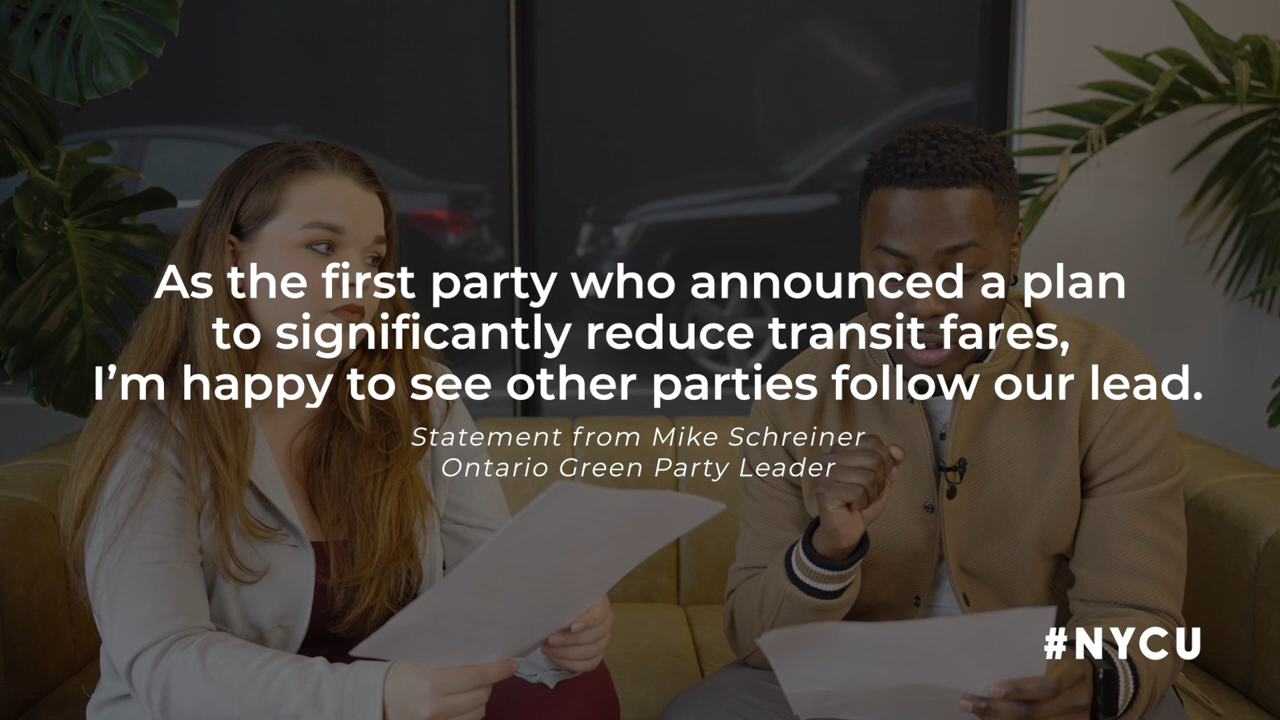 As the first party who announced a plan
to significantly reduce transit fares,
I’m happy to see other parties follow our lead.
Statement from Mike Schreiner
Ontario Green Party Leader
#NYCU